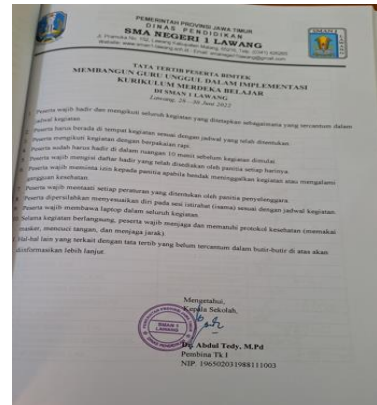 PEMERINTAH PROVINSI JAWA TIMUR
DINAS PENDIDIKAN
SMA NEGERI 1 LAWANG
TATA TERTIB PESERTA BIMTEK
MEMBANGUN GURU UNGGUL DALAM IMPLEMENTASI
KURIKULUM MERDEKA BELAJAR
DI SMAN 1 LAWANG
Lawang, 28 - 30 Juni 2022
Peserta wajib hadir dan mengikuti seluruh kegiatan yang ditetapkan sebagaimana yang tercantum dalam
jadwal kegiatan.
Peserta harus berada di tempat kegiatan sesuai dengan jadwal yang telah ditentukan.
Peserta mengikuti kegiatan dengan berpakaian rapi.
Peserta sudah harus hadir di dalam ruangan 10 menit sebelum kegiatan dimulai.
Peserta wajib mengisi daftar hadir yang telah disediakan oleh panitia setiap harinya.
Peserta wajib meminta izin kepada panitia apabila hendak meninggalkan kegiatan atau mengalami
gangguan kesehatan.
Peserta wajib mentaati setiap peraturan yang ditentukan oleh panitia penyelenggara.
Peserta dipersilahkan menyesuaikan diri pada sesi istirahat (isama) sesuai dengan jadwal kegiatan.
Peserta wajib membawa laptop dalam seluruh kegiatan.
Selama kegiatan berlangsung, peserta wajib menjaga dan mematuhi protokol kesehatan (memakai
masker, mencuci tangan, dan menjaga jarak).
Hal-hal lain yang terkait dengan tata tertib yang belum tercantum dalam butir-butir di atas akan
diinformasikan lebih lanjut.
Mengetahui,
Kepala Sekolah,
SMAN 1
LAWANG
Abdul Tedy, M.Pd
Pembina Tk I
NIP. 196502031988111003